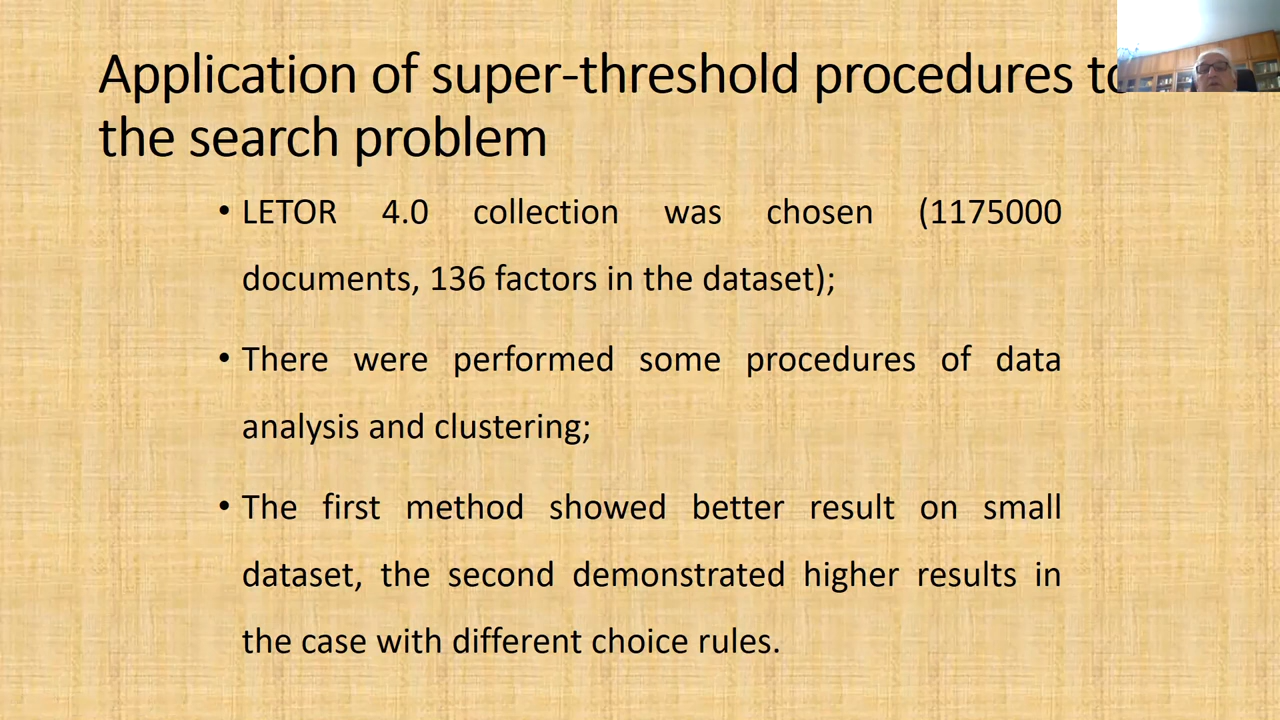 Application of super-threshold procedures to
the search problem
• LETOR 4.0 collection was chosen (1175000
documents, 136 factors in the dataset);
• There were performed some procedures of data
analysis and clustering;
• The first method showed better result on small
dataset, the second demonstrated higher results in
the case with different choice rules.